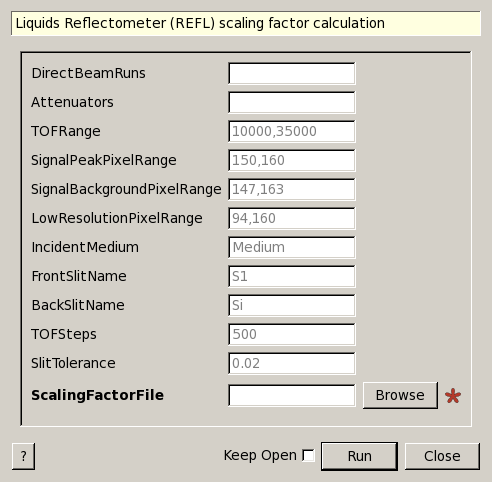 Liquids Reflectometer (REFL) scaling factor calculation
DirectBeamRuns
Attenuators
TOFRange 10000,35000
SignalPeakPixelRange 150,160
SignalBackgroundPixelRange 147,163
LowResolutionPixelRange 94,160
IncidentMedium Medium
FrontSlitName S1
BackSlitName Si
TOFSteps 500
SlitTolerance 0.02
ScalingFactorFile Browse
? Keep Open Run Close